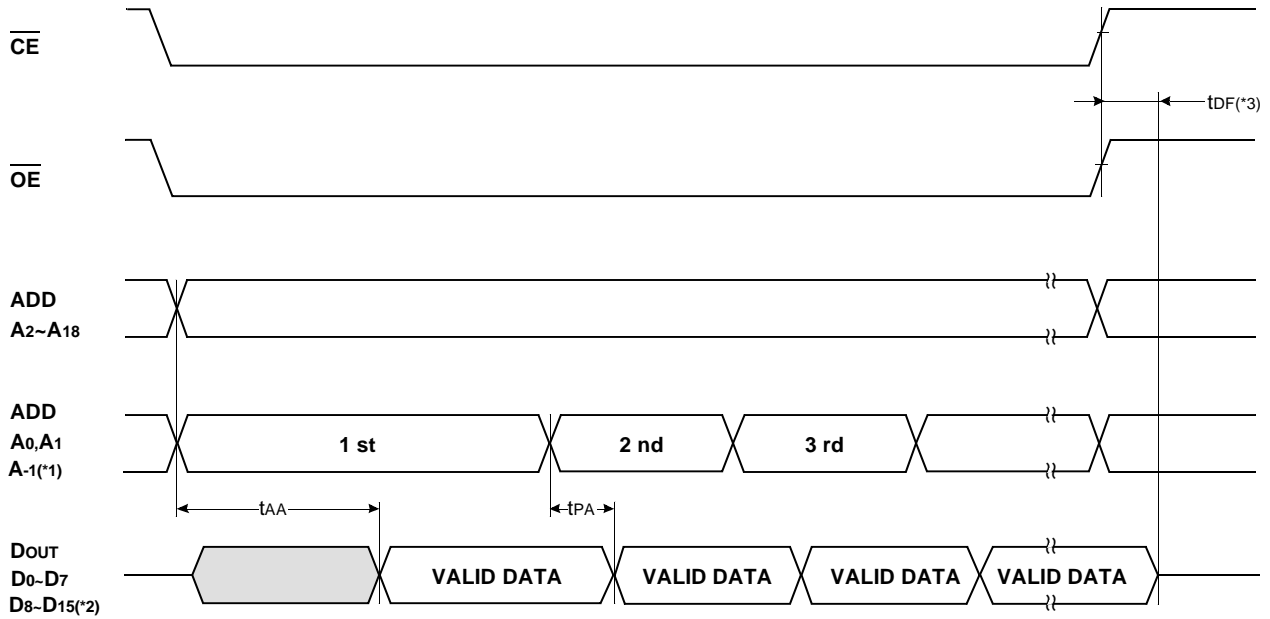 CE
tDF(*3)
OE
ADD
A2~A18
ADD
A0,A1
A-1(*1)
1 st
2 nd
3 rd
tAA
tPA
DOUT
D0~D7
D8~D15(*2)
VALID DATA
VALID DATA
VALID DATA
VALID DATA